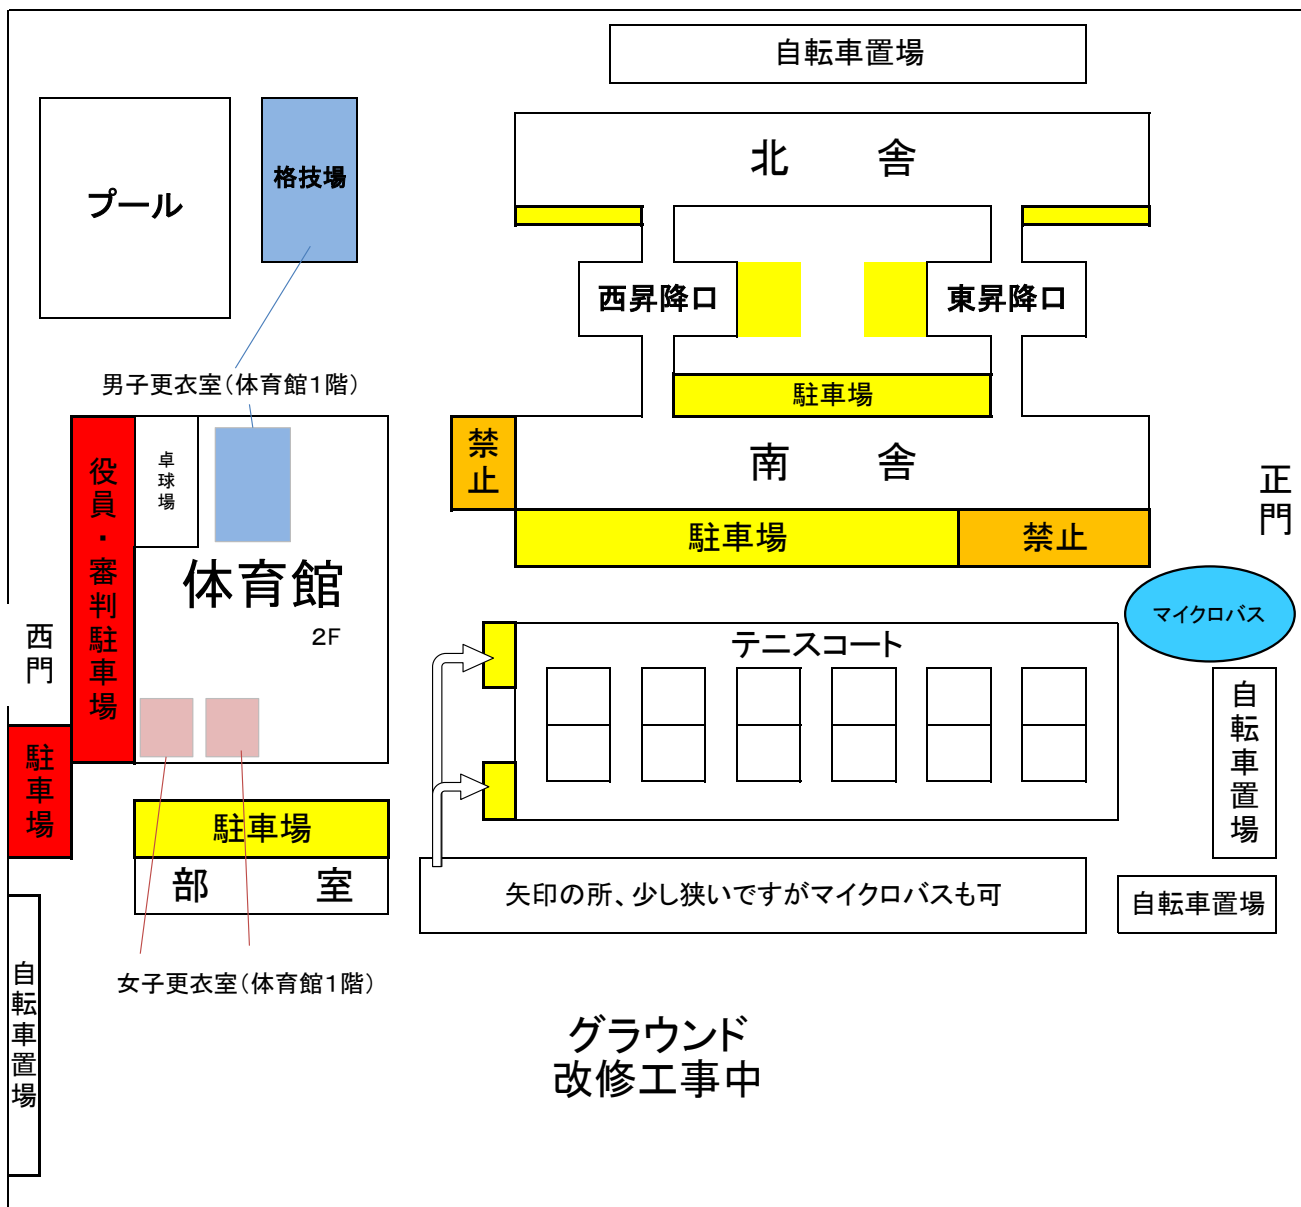 自転車置場
北　舎
格技場
プール
西昇降口
東昇降口
男子更衣室（体育館１階）
駐車場
役員・審判駐車場
卓球場
禁止
南　舎
正門
駐車場
禁止
体育館
2F
マイクロバス
西門
テニスコート
自転車置場
駐車場
駐車場
部　室
矢印の所、少し狭いですがマイクロバスも可
自転車置場
女子更衣室（体育館１階）
自転車置場
グラウンド
改修工事中